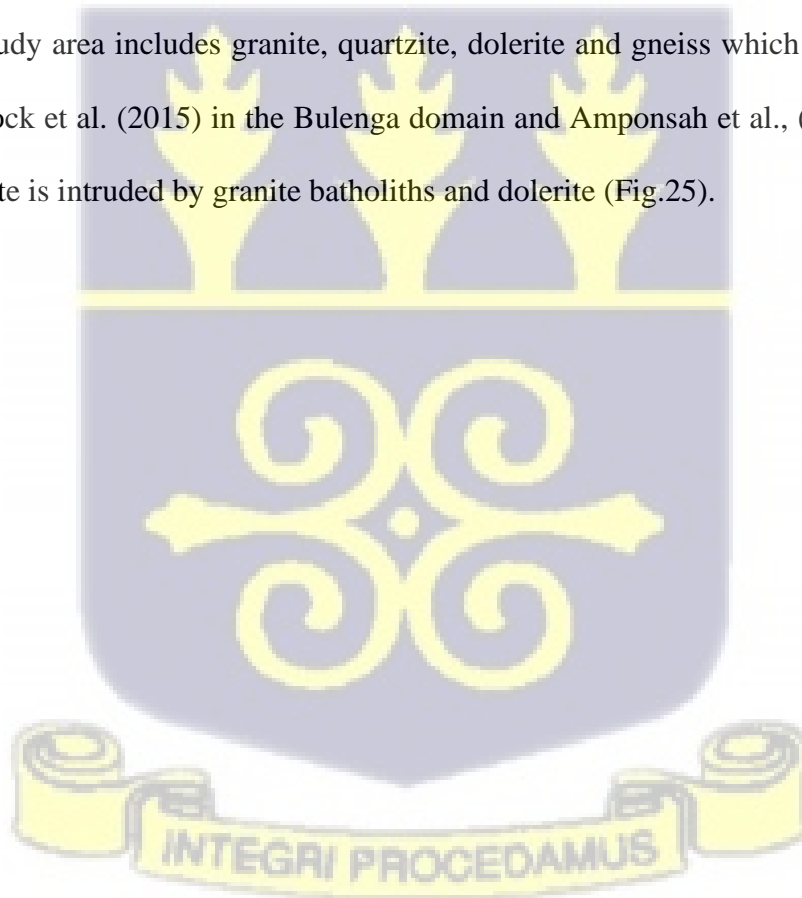 udy area includes granite, quartzite, dolerite and gneiss which
ock et al. (2015) in the Bulenga domain and Amponsah et al., (
te is intruded by granite batholiths and dolerite (Fig.25).
INTEGRI PROCEDAMUS